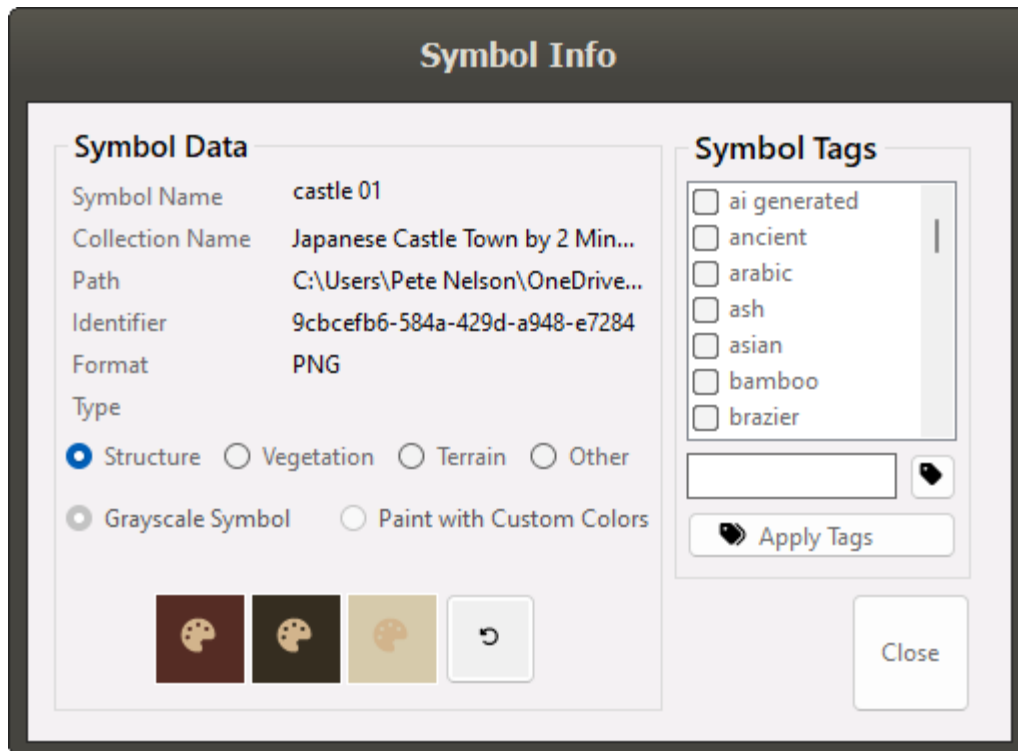 Symbol Info
Symbol Data
Symbol Name castle 01
Collection Name Japanese Castle Town by 2 Min...
Path C:\Users\Pete Nelson\OneDrive...
Identifier 9cbcefb6-584a-429d-a948-e7284
Format PNG
Type
Structure Vegetation Terrain Other
Grayscale Symbol Paint with Custom Colors
Symbol Tags
ai generated
ancient
arabic
ash
asian
bamboo
brazier
Apply Tags
Close